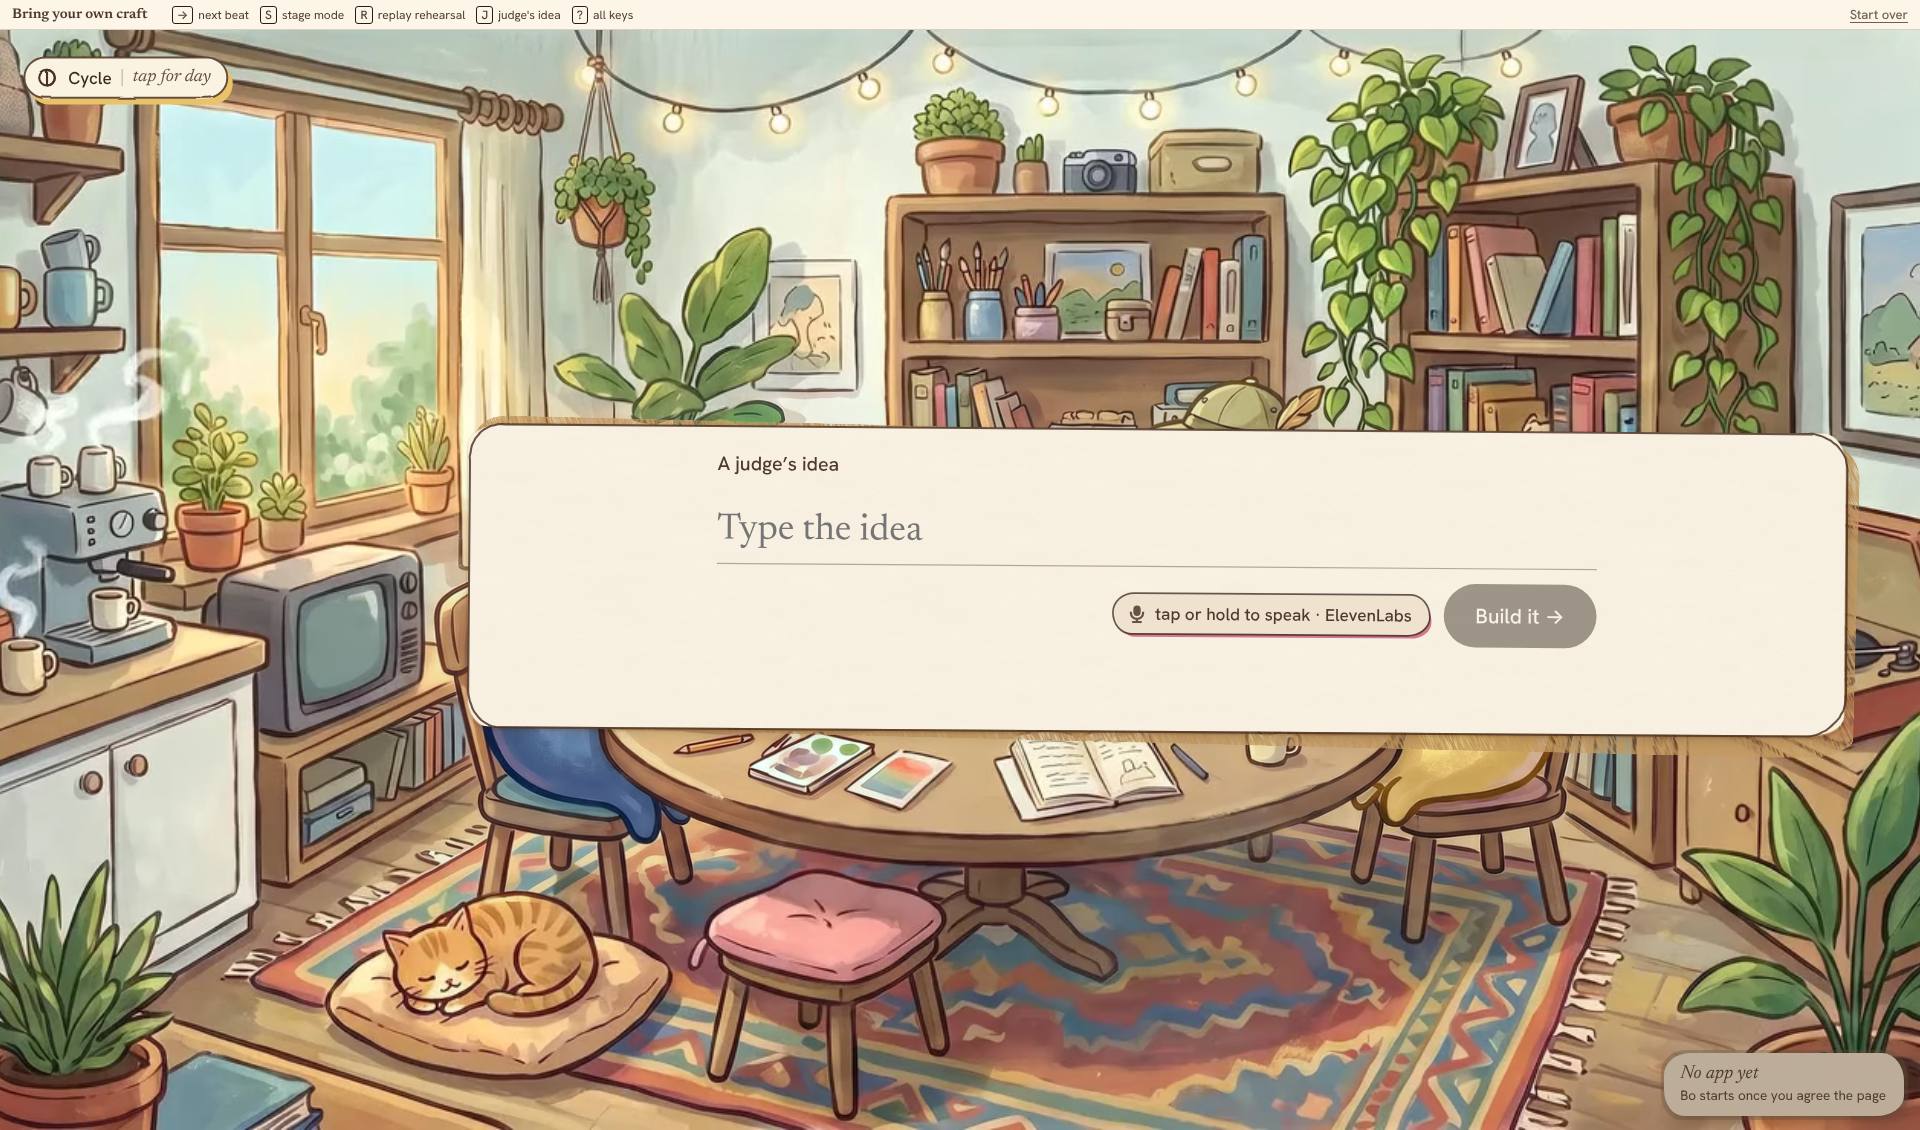 Bring your own craft → next beat S stage mode R replay rehearsal J judge's idea ? all keys Start over
Cycle | tap for day
A judge’s idea
Type the idea
tap or hold to speak · ElevenLabs Build it →
No app yet
Bo starts once you agree the page